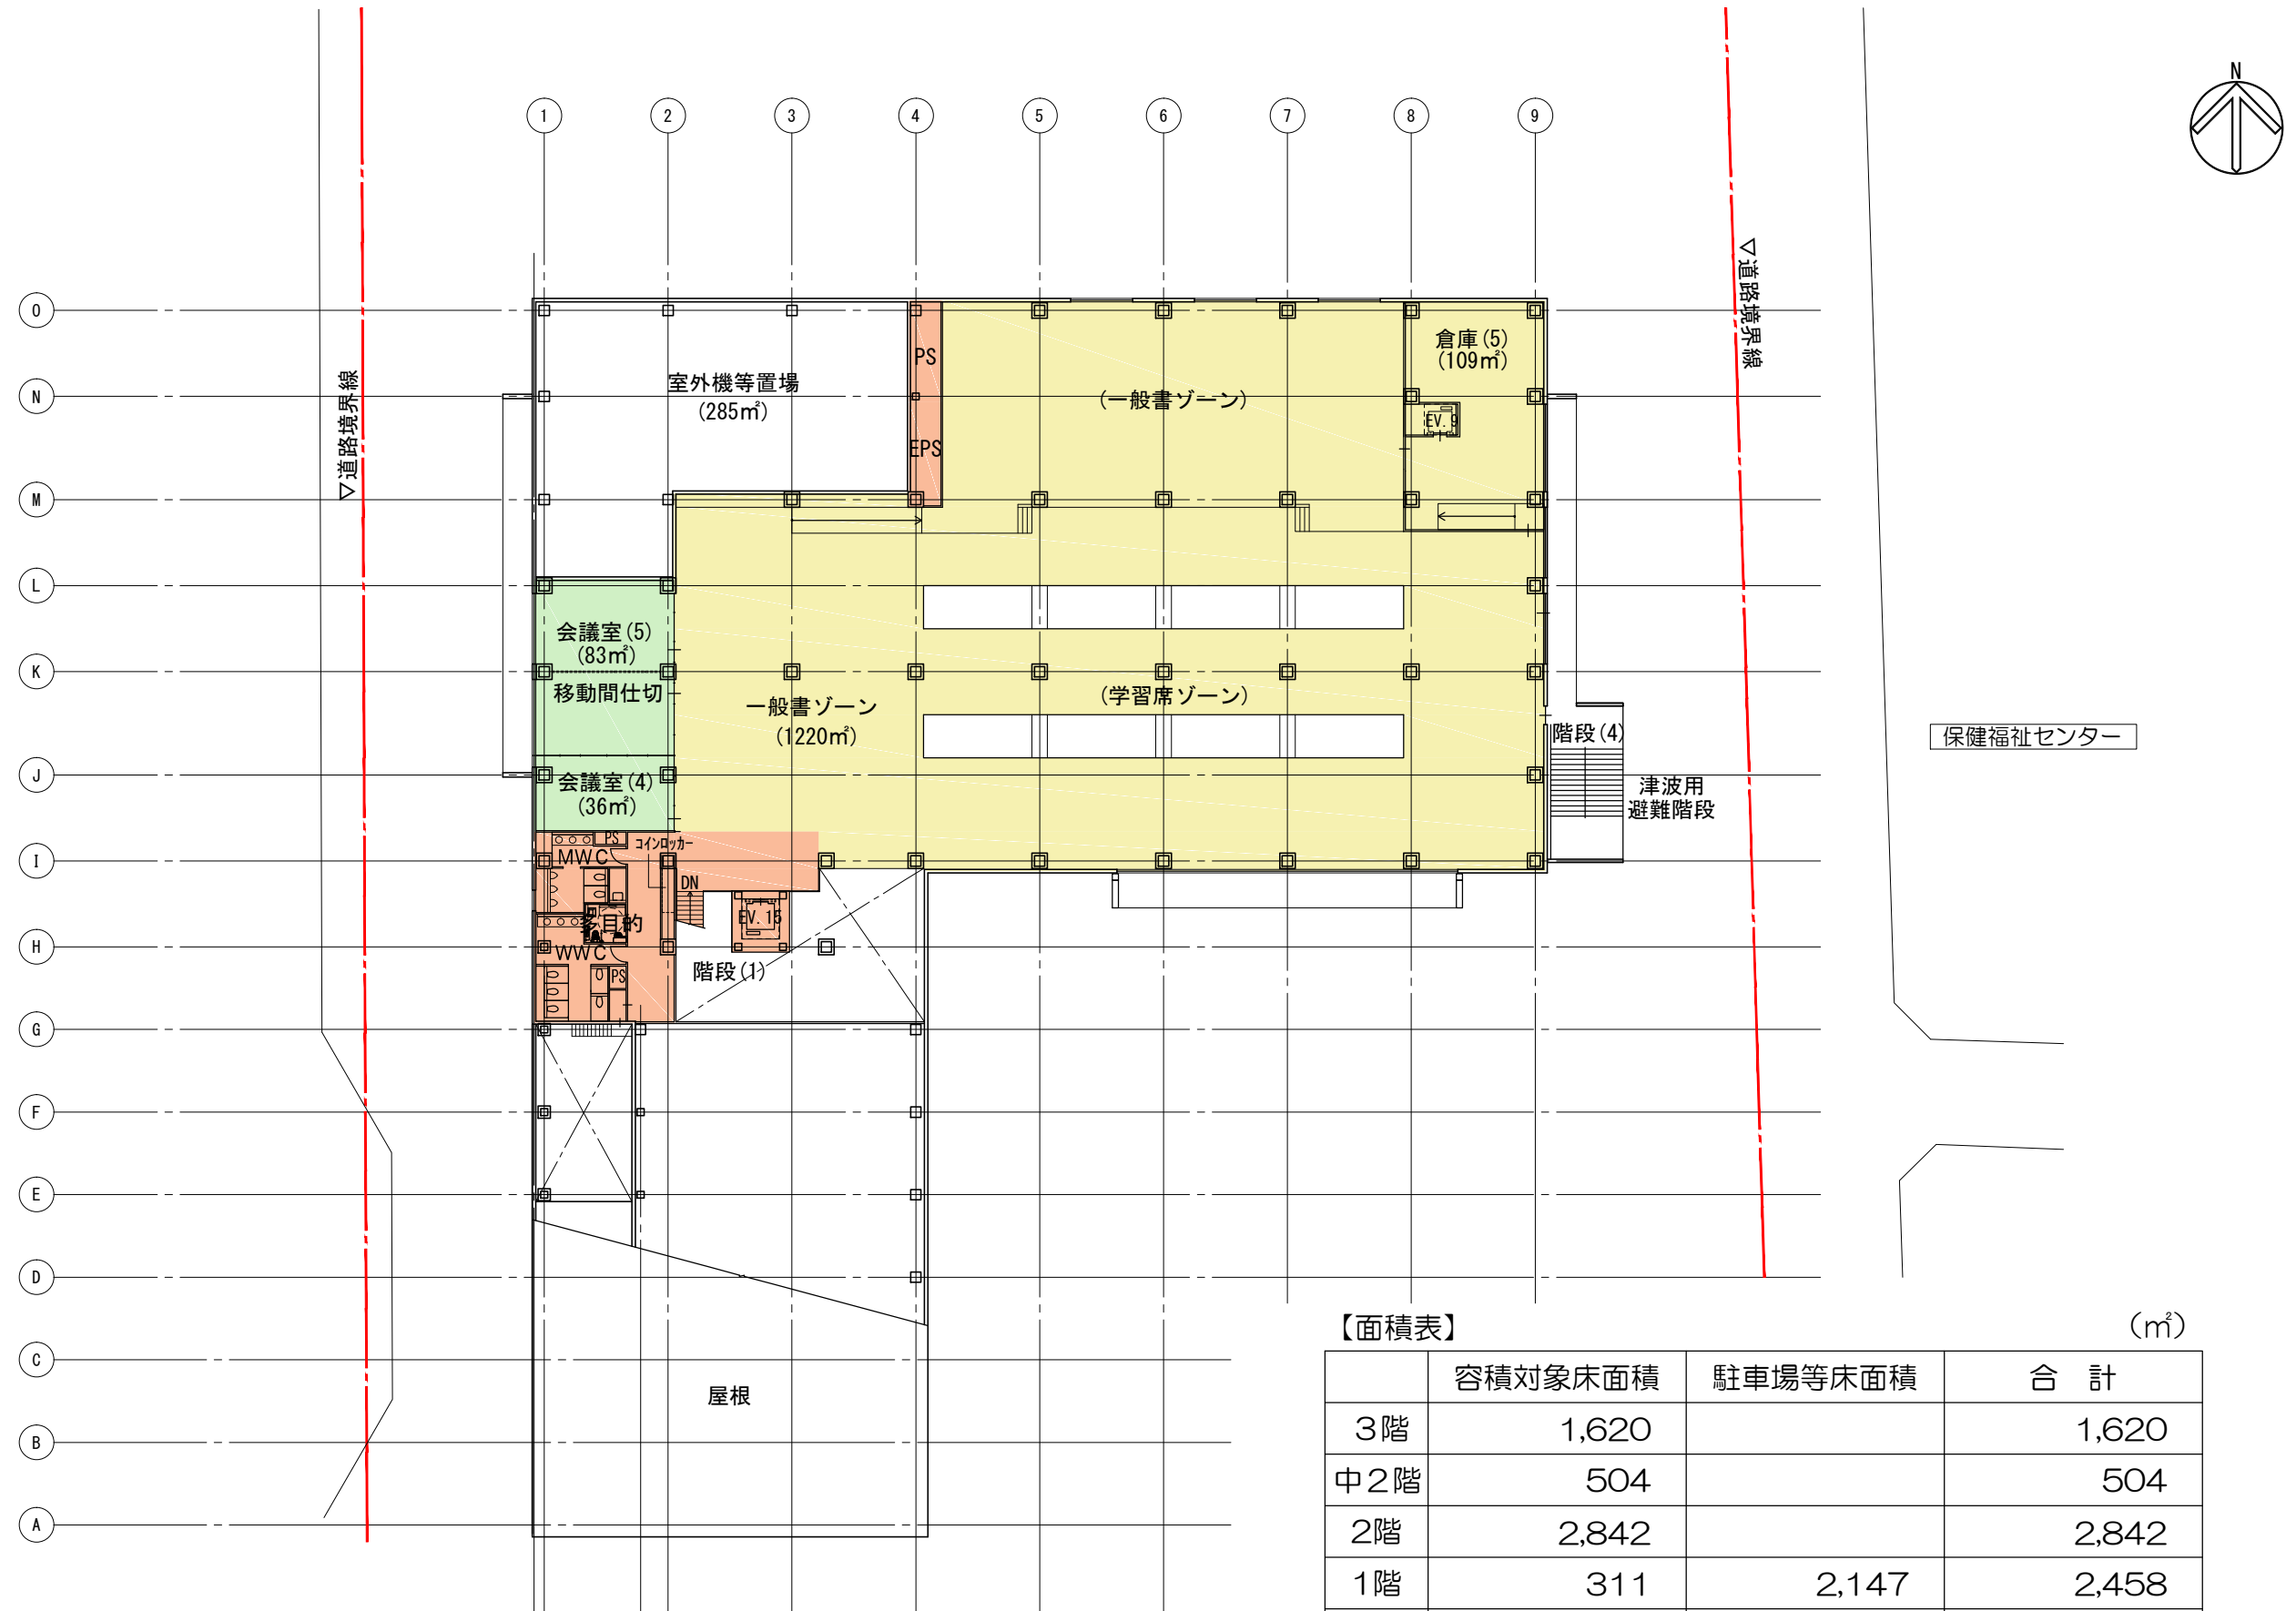 N
1 2 3 4 5 6 7 8 9
O
N
M
L
K
J
I
H
G
F
E
D
C
B
A
▽道路境界線
▽道路境界線
室外機等置場
(285㎡)
PS
EPS
(一般書ゾーン)
倉庫(5)
(109㎡)
EV. 9
会議室(5)
(83㎡)
移動間仕切
一般書ゾーン
(1220㎡)
(学習席ゾーン)
会議室(4)
(36㎡)
階段(4)
津波用
避難階段
保健福祉センター
PS
コインロッカー
MWC
DN
EV. 15
多目的
WWC
PS
階段(1)
屋根
【面積表】 (㎡)
容積対象床面積 駐車場等床面積 合 計
3階 1,620 1,620
中2階 504 504
2階 2,842 2,842
1階 311 2,147 2,458